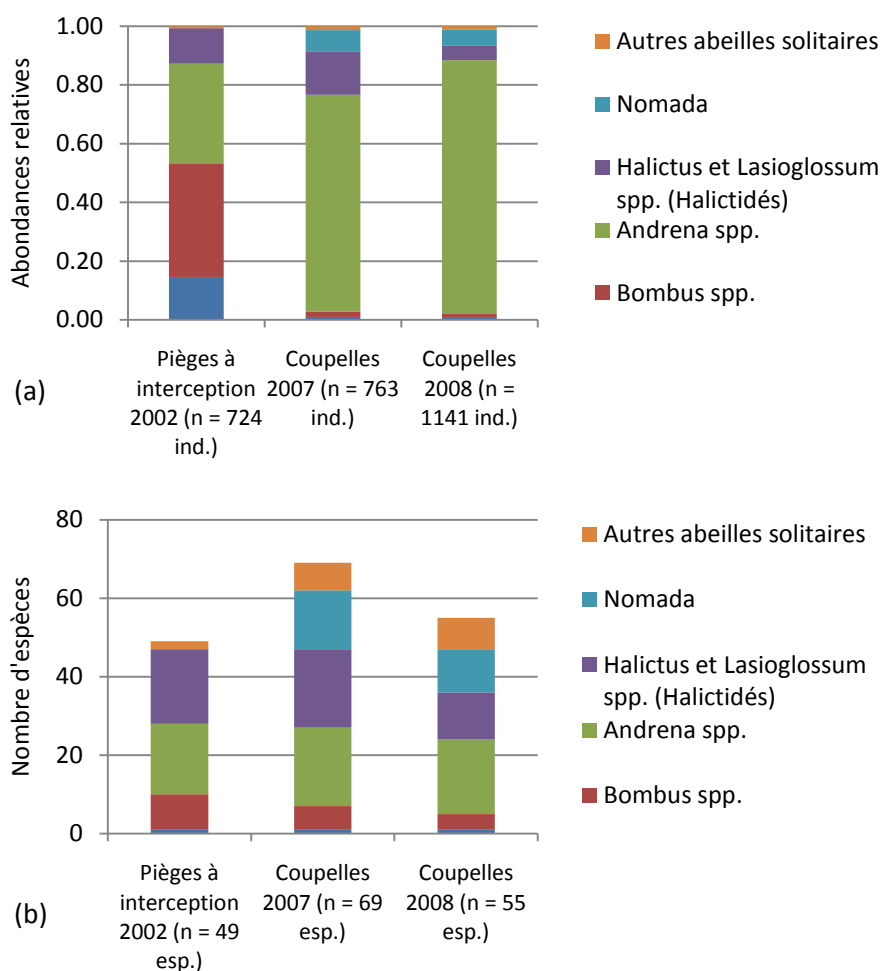 1.00
0.80
0.60
0.40
0.20
0.00
Abondances relatives
Pièges à
interception
2002 (n = 724
ind.)
Coupelles
2007 (n = 763
ind.)
Coupelles
2008 (n =
1141 ind.)
Autres abeilles solitaires
Nomada
Halictus et Lasioglossum
spp. (Halictidés)
Andrena spp.
Bombus spp.
(a)
80
60
40
20
0
Nombre d'espèces
Pièges à
interception
2002 (n = 49
esp.)
Coupelles
2007 (n = 69
esp.)
Coupelles
2008 (n = 55
esp.)
Autres abeilles solitaires
Nomada
Halictus et Lasioglossum
spp. (Halictidés)
Andrena spp.
Bombus spp.
(b)